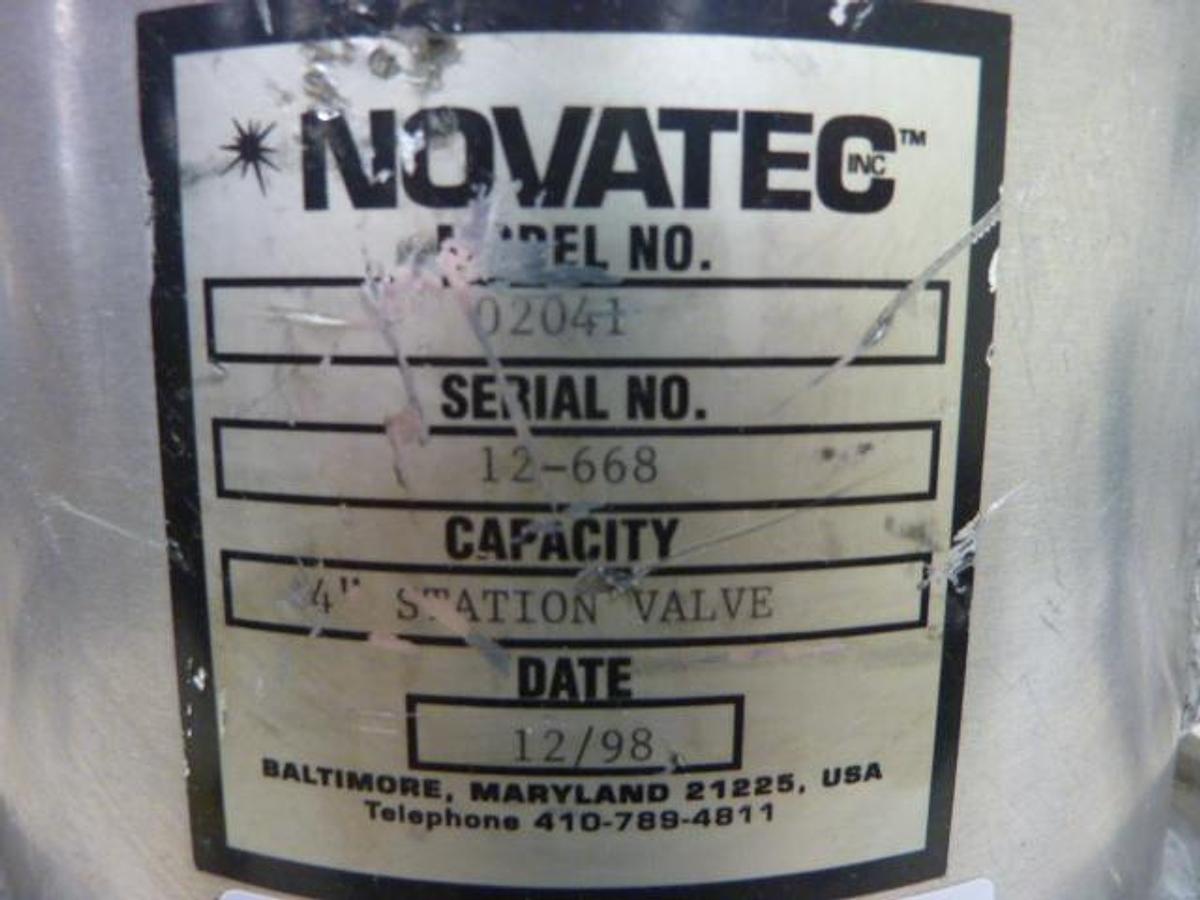 NOVATEC INC ™
MODEL NO.
02041
SERIAL NO.
12-668
CAPACITY
4" STATION VALVE
DATE
12/98
BALTIMORE, MARYLAND 21225, USA
Telephone 410-789-4811